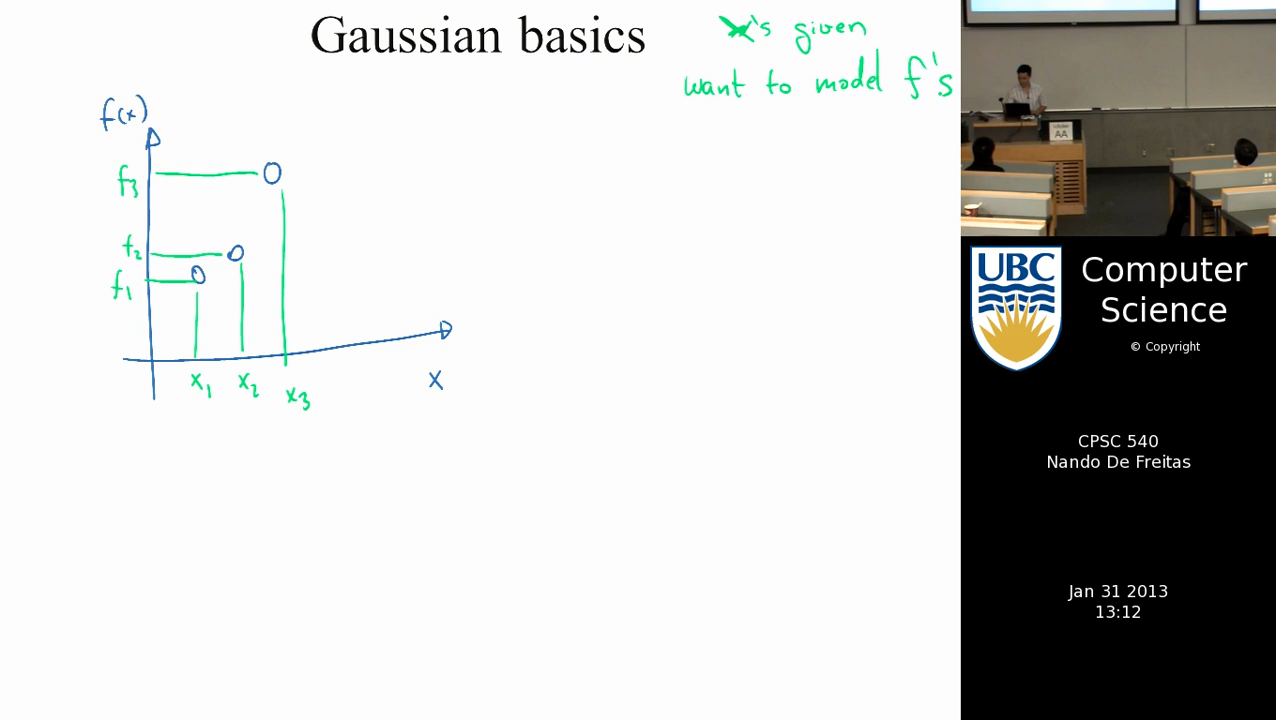 Gaussian basics
x's given
want to model f's
f(x)
f3
f2
f1
x1 x2 x3
x
AA
UBC
Computer
Science
© Copyright
CPSC 540
Nando De Freitas
Jan 31 2013
13:12